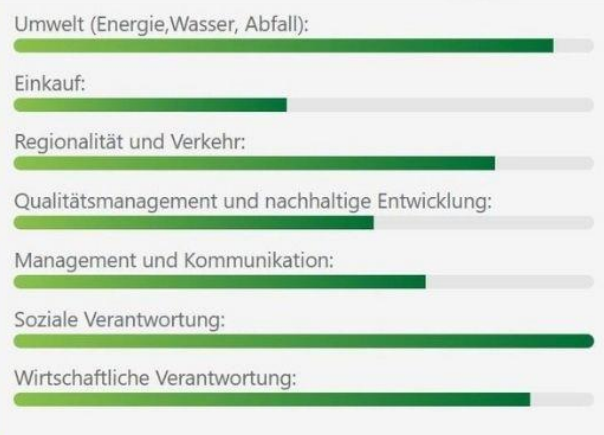 Umwelt (Energie,Wasser, Abfall):
Einkauf:
Regionalität und Verkehr:
Qualitätsmanagement und nachhaltige Entwicklung:
Management und Kommunikation:
Soziale Verantwortung:
Wirtschaftliche Verantwortung: